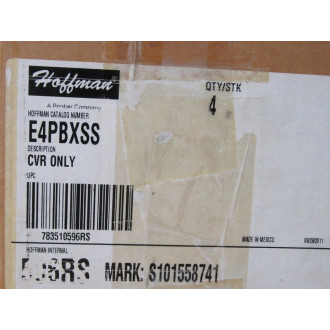 Hoffman
A Pentair Company
QTY/STK
4
HOFFMAN CATALOG NUMBER
E4PBXSS
DESCRIPTION
CVR ONLY
UPC
783510596RS
MADE IN MEXICO
HOFFMAN INTERNAL
MARK: S101558741